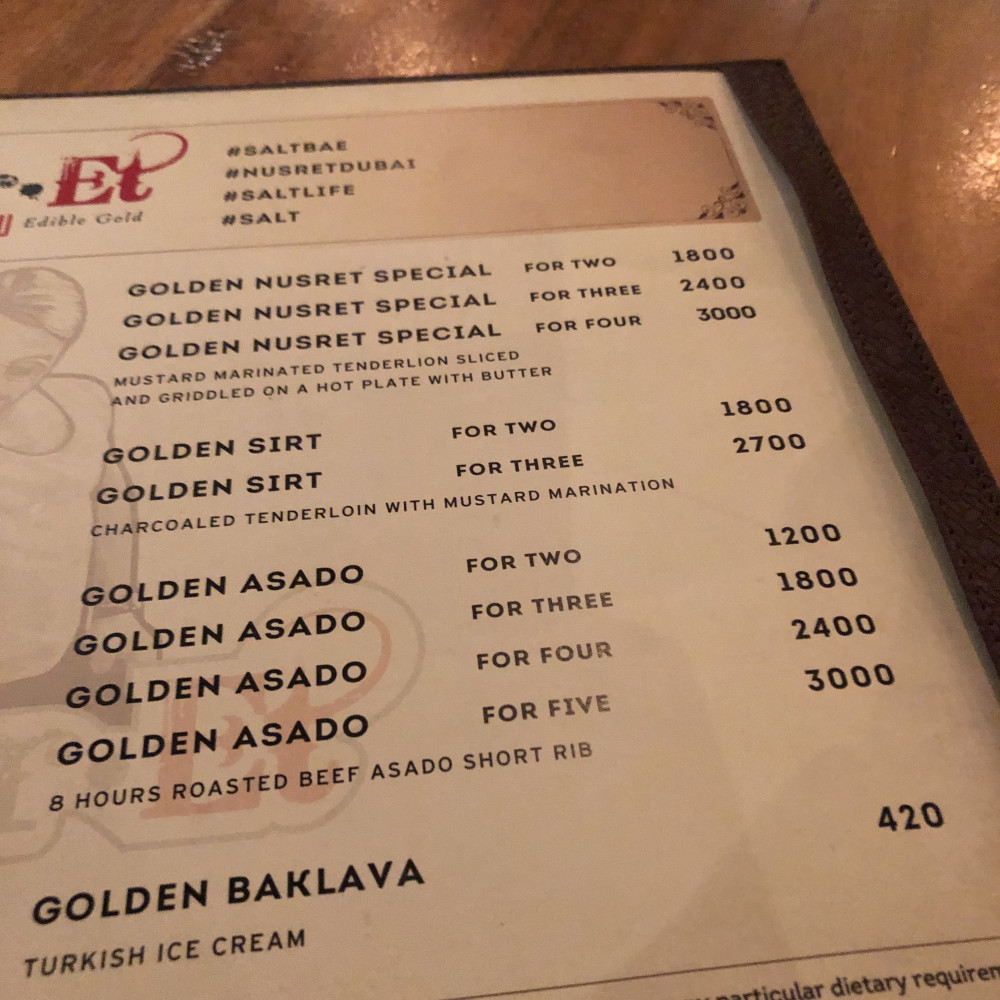 Et
Edible Gold
#SALTBAE
#NUSRETDUBAI
#SALTLIFE
#SALT
GOLDEN NUSRET SPECIAL FOR TWO 1800
GOLDEN NUSRET SPECIAL FOR THREE 2400
GOLDEN NUSRET SPECIAL FOR FOUR 3000
MUSTARD MARINATED TENDERLION SLICED
AND GRIDDLED ON A HOT PLATE WITH BUTTER
GOLDEN SIRT FOR TWO 1800
GOLDEN SIRT FOR THREE 2700
CHARCOALED TENDERLOIN WITH MUSTARD MARINATION
GOLDEN ASADO FOR TWO 1200
GOLDEN ASADO FOR THREE 1800
GOLDEN ASADO FOR FOUR 2400
GOLDEN ASADO FOR FIVE 3000
8 HOURS ROASTED BEEF ASADO SHORT RIB
GOLDEN BAKLAVA 420
TURKISH ICE CREAM
particular dietary